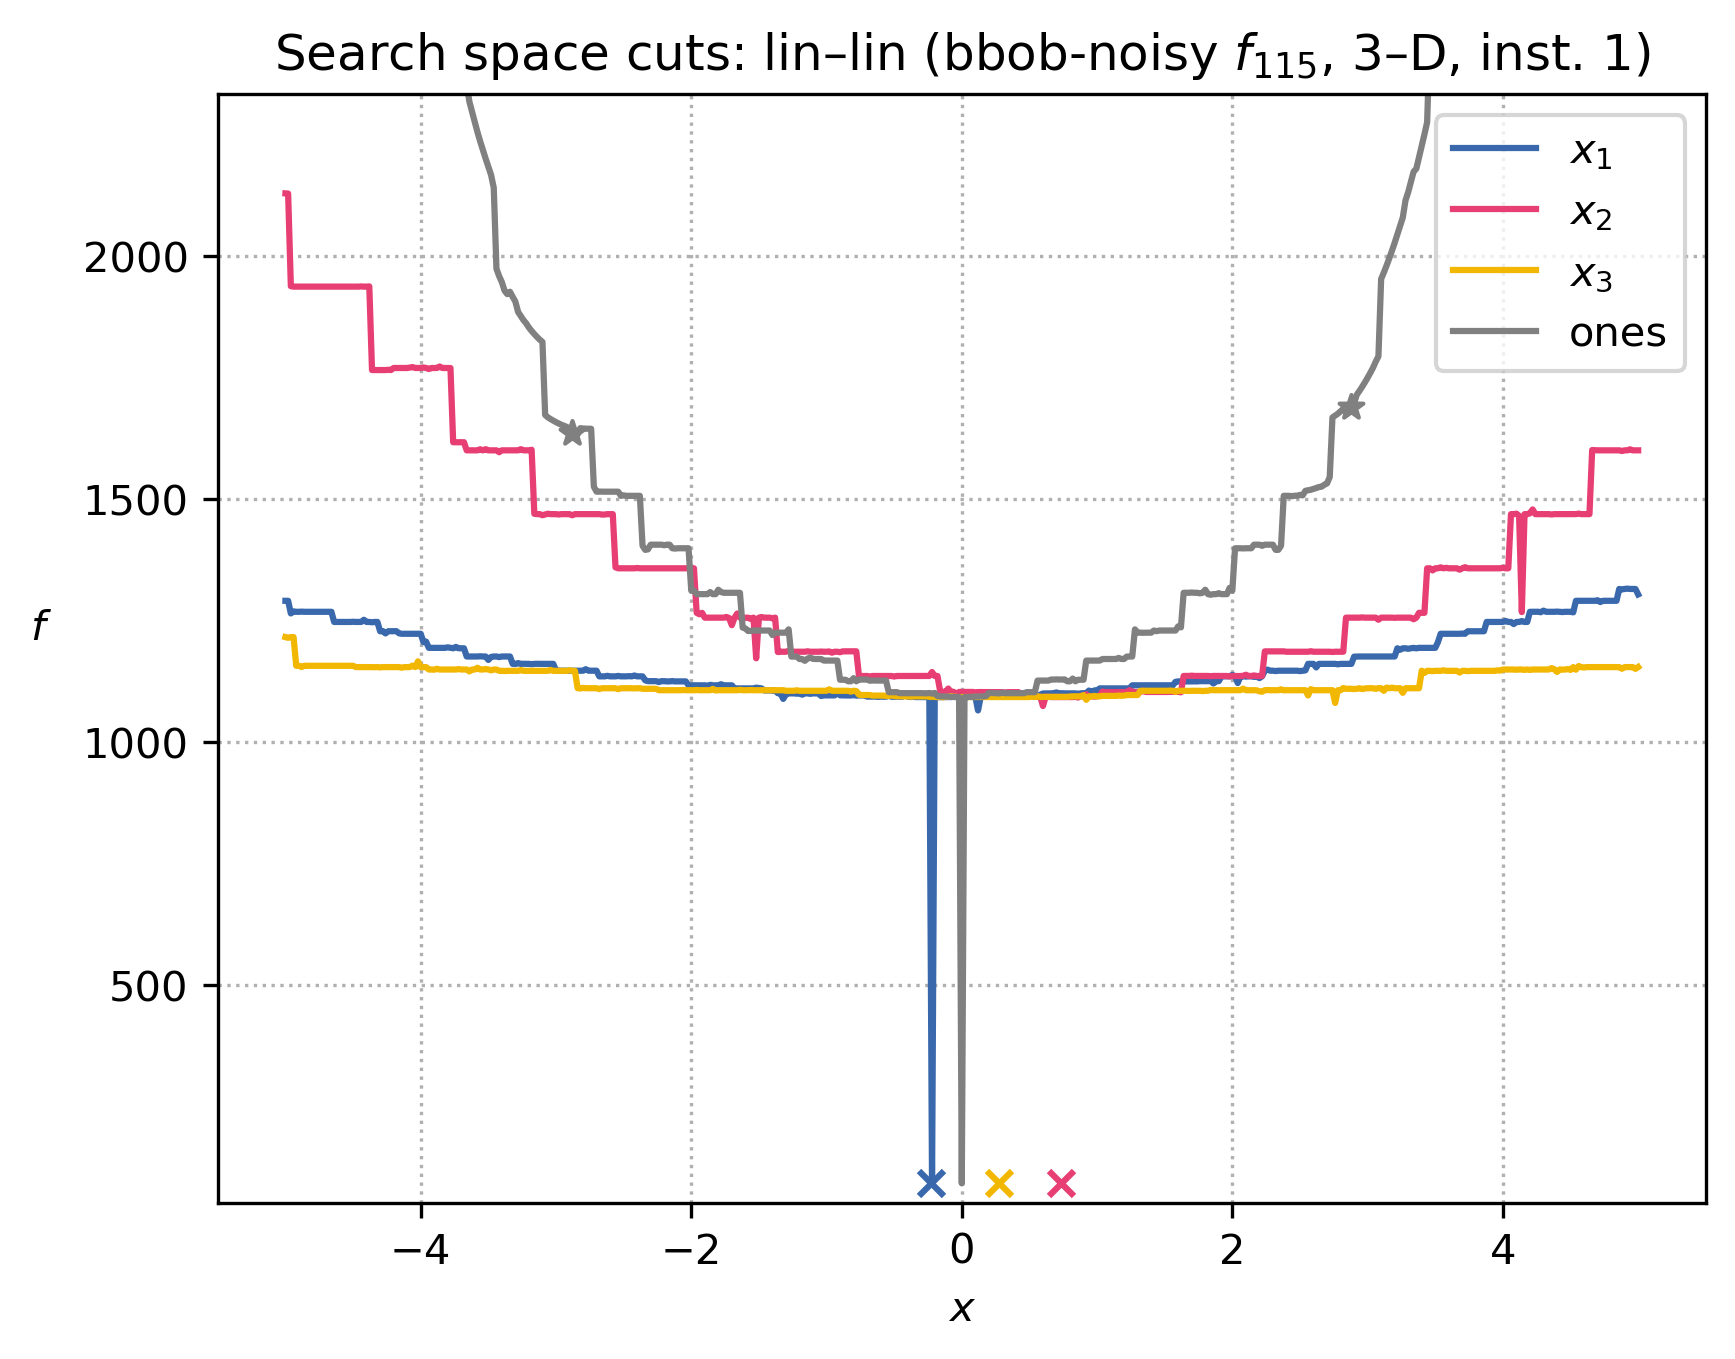 Search space cuts: lin–lin (bbob-noisy f₁₁₅, 3–D, inst. 1)
x₁
x₂
x₃
ones
2000
1500
1000
500
f
−4
−2
0
2
4
x